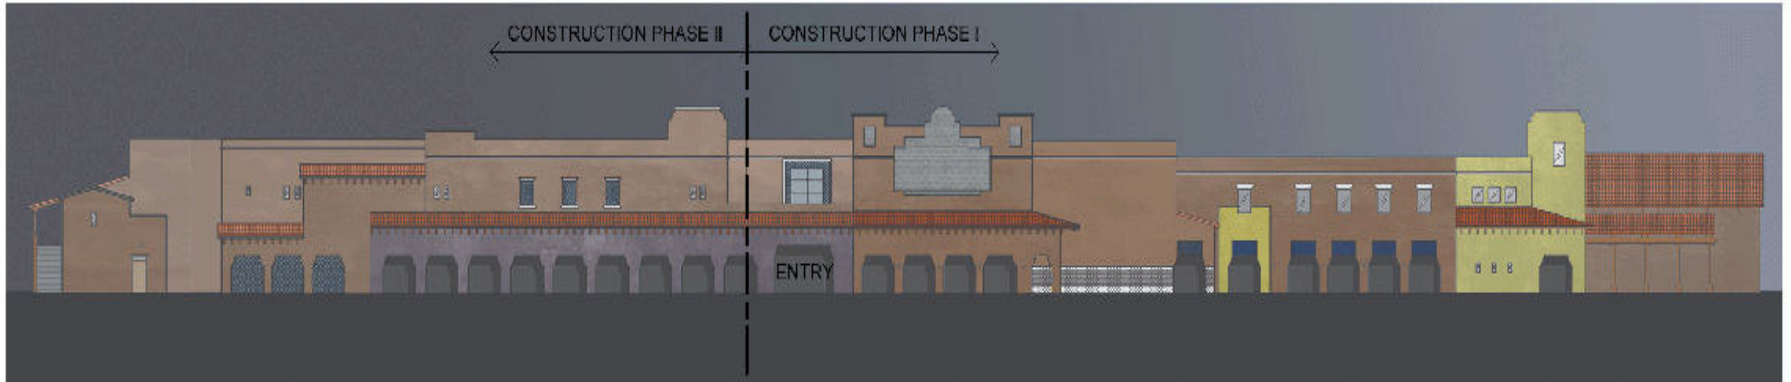 CONSTRUCTION PHASE II
CONSTRUCTION PHASE I
ENTRY